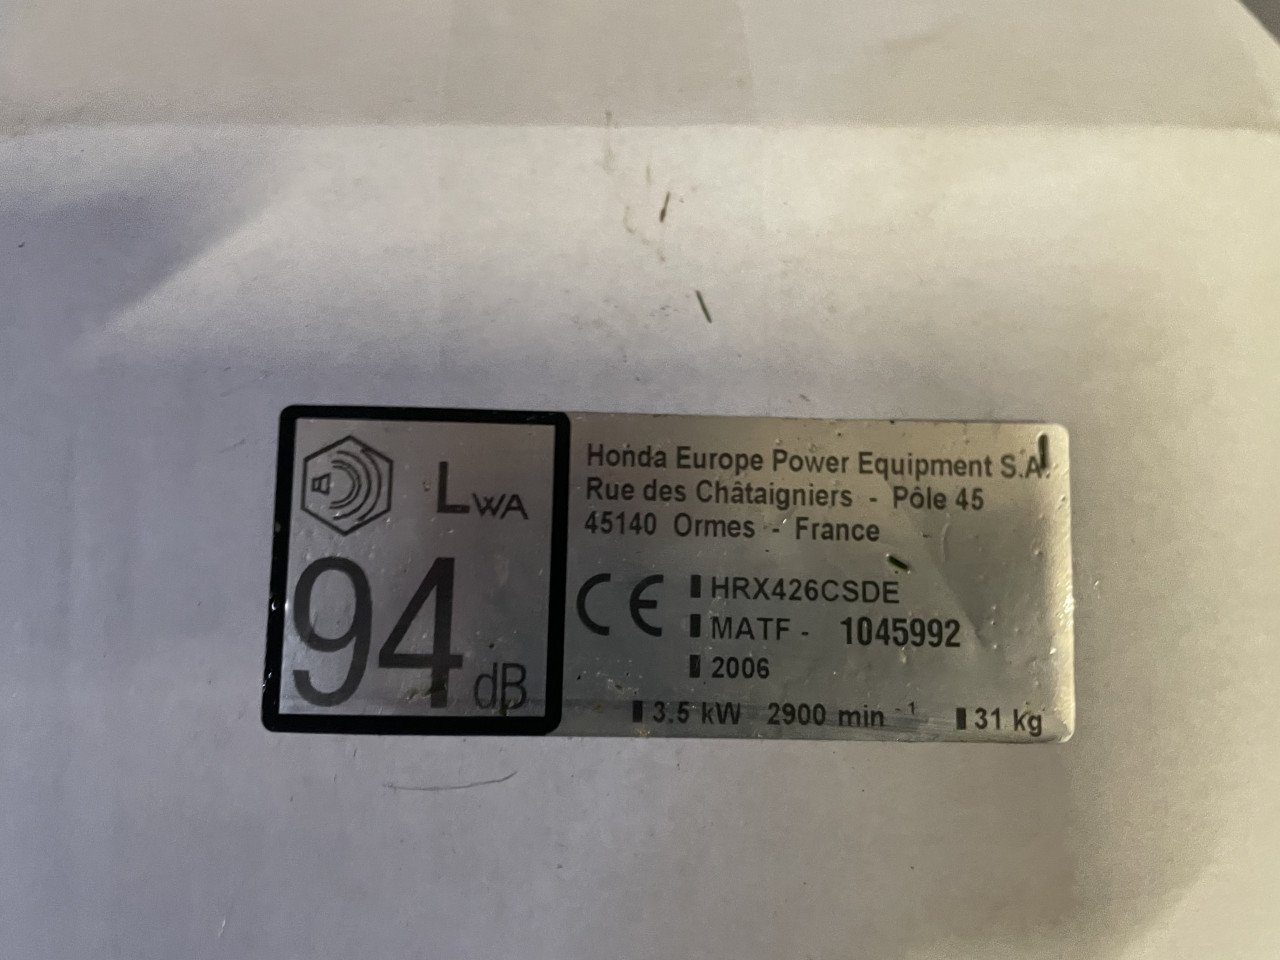 LWA
94 dB
Honda Europe Power Equipment S.A.
Rue des Châtaigniers - Pôle 45
45140 Ormes - France
CE
HRX426CSDE
MATF - 1045992
2006
3.5 kW 2900 min -1 31 kg